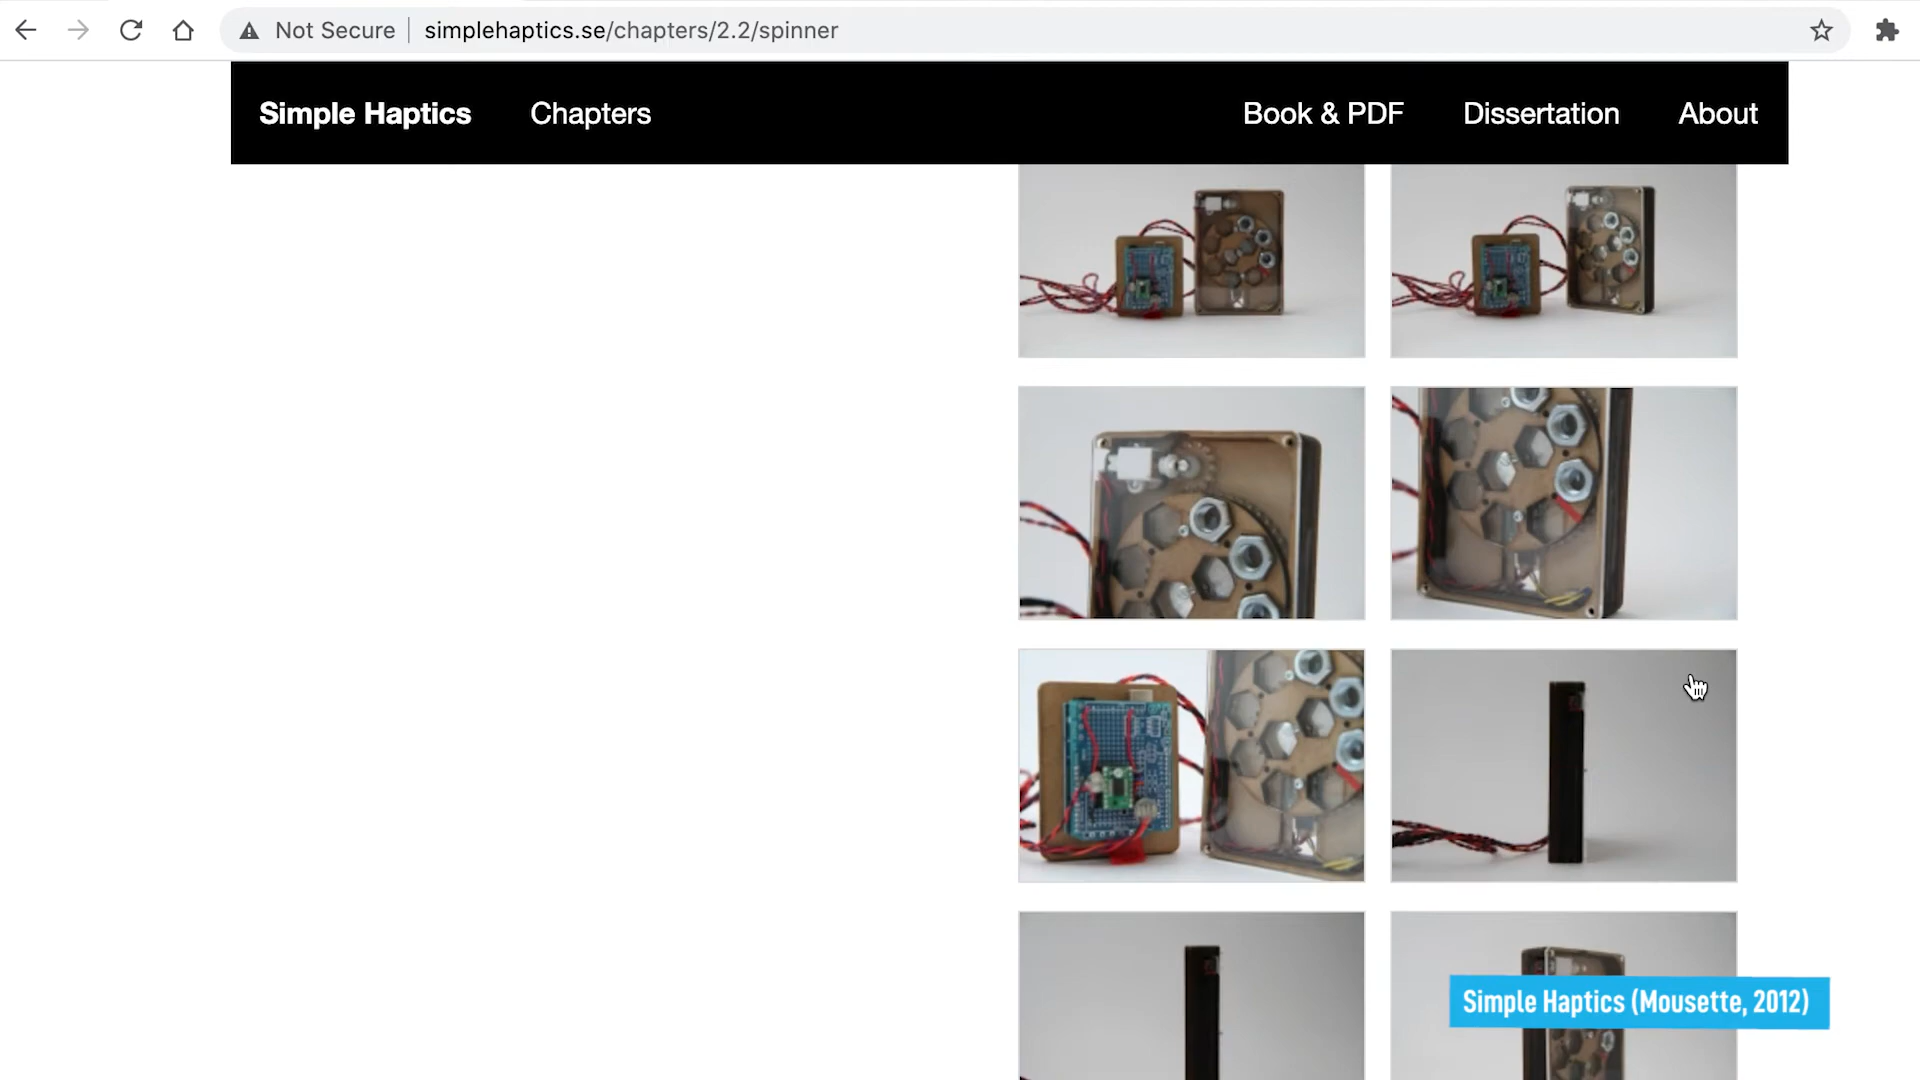 Not Secure
simplehaptics.se/chapters/2.2/spinner
Simple Haptics
Chapters
Book & PDF
Dissertation
About
Simple Haptics (Mousette, 2012)